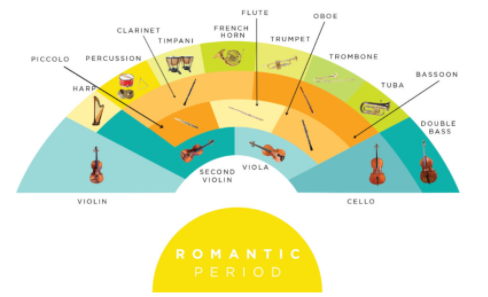 FLUTE
OBOE
CLARINET
FRENCH
HORN
TIMPANI
TRUMPET
PICCOLO
PERCUSSION
TROMBONE
BASSOON
HARP
TUBA
DOUBLE
BASS
SECOND
VIOLIN
VIOLA
VIOLIN
CELLO
ROMANTIC
PERIOD